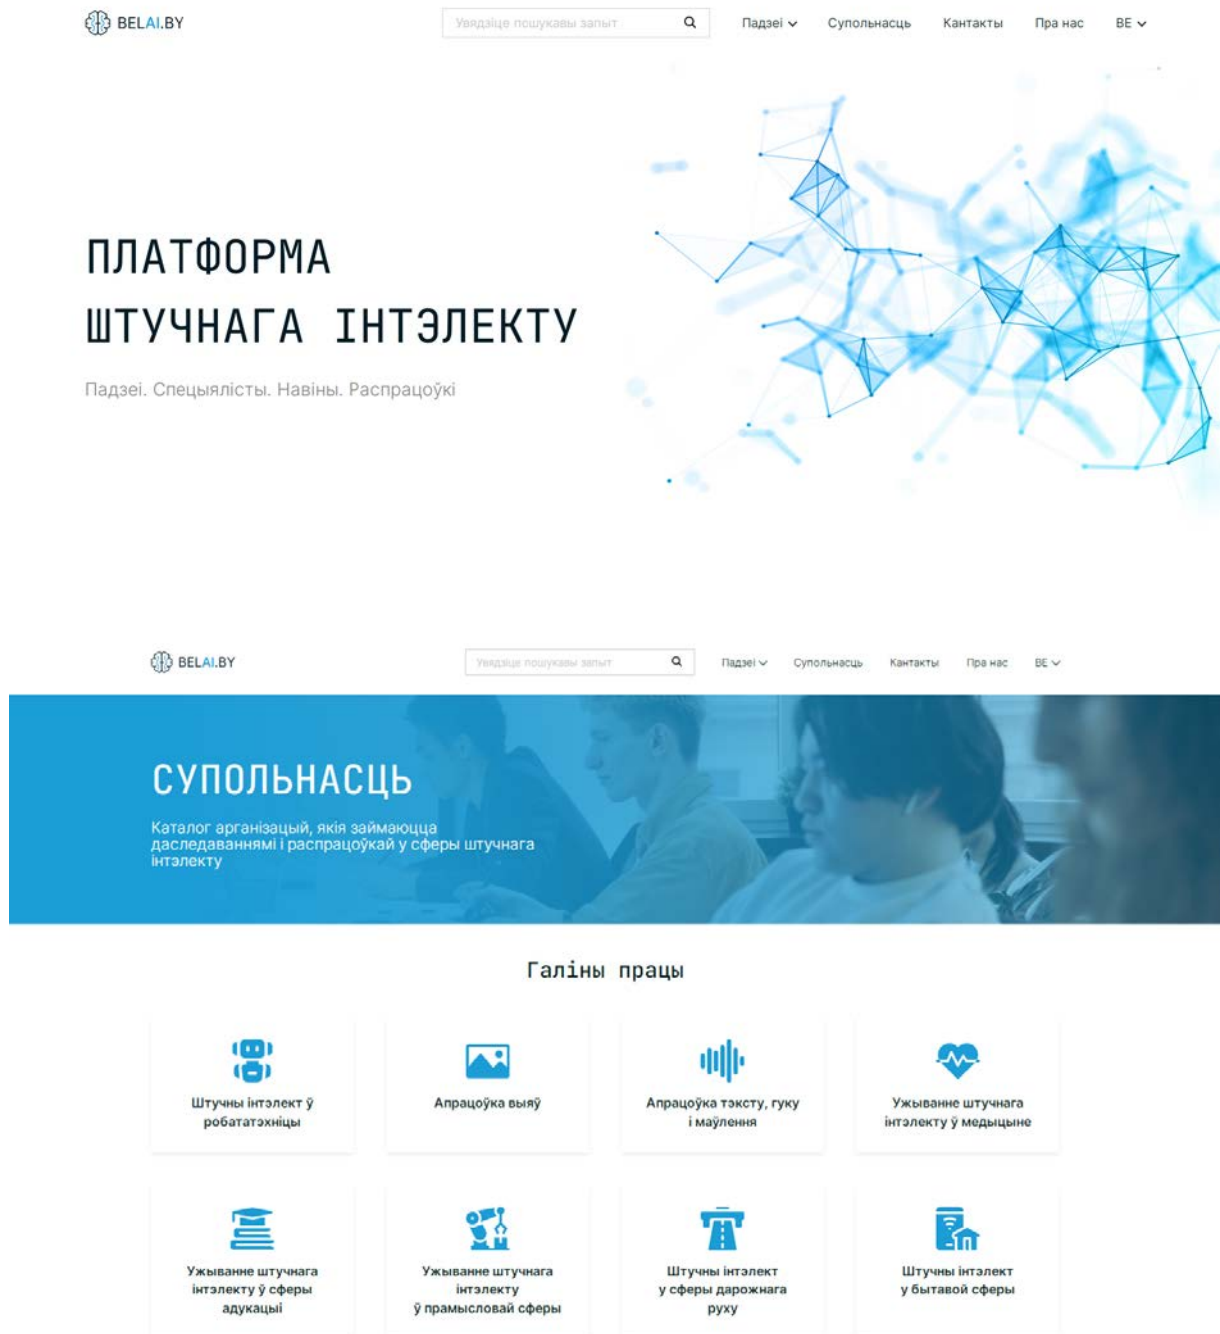 BELAI.BY
Увядзіце пошукавы запыт
Падзеі Супольнасць Кантакты Пра нас BE
ПЛАТФОРМА
ШТУЧНАГА ІНТЭЛЕКТУ
Падзеі. Спецыялісты. Навіны. Распрацоўкі
BELAI.BY
Увядзіце пошукавы запыт
Падзеі Супольнасць Кантакты Пра нас BE
СУПОЛЬНАСЦЬ
Каталог арганізацый, якія займаюцца
даследаваннямі і распрацоўкай у сферы штучнага
інтэлекту
Галіны працы
Штучны інтэлект ў
робататэхніцы
Апрацоўка выяў
Апрацоўка тэксту, гуку
і маўлення
Ужыванне штучнага
інтэлекту ў медыцыне
Ужыванне штучнага
інтэлекту ў сферы
адукацыі
Ужыванне штучнага
інтэлекту
ў прамысловай сферы
Штучны інтэлект
у сферы дарожнага
руху
Штучны інтэлект
у бытавой сферы